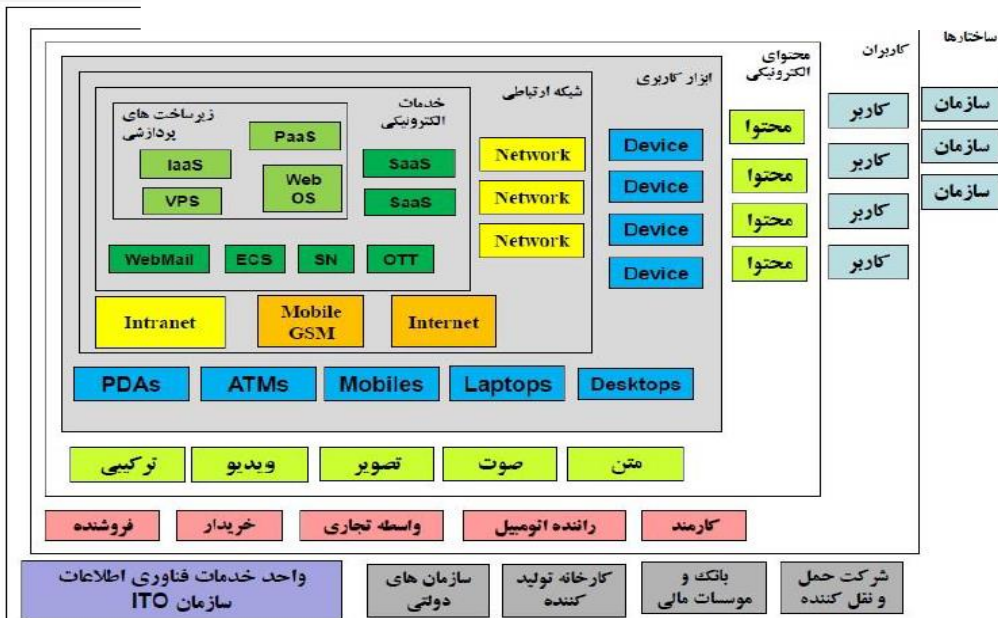 ساختارها
کاربران
محتوای
الکترونیکی
ابزار کاربری
شبکه ارتباطی
خدمات
الکترونیکی
زیرساخت های
پردازشی
PaaS
IaaS
VPS
Web
OS
SaaS
SaaS
WebMail
ECS
SN
OTT
Network
Network
Network
Device
Device
Device
Device
محتوا
محتوا
محتوا
محتوا
کاربر
کاربر
کاربر
کاربر
سازمان
سازمان
سازمان
Intranet
Mobile
GSM
Internet
PDAs
ATMs
Mobiles
Laptops
Desktops
متن
صوت
تصویر
ویدیو
ترکیبی
کارمند
راننده اتومبیل
واسطه تجاری
خریدار
فروشنده
شرکت حمل
و نقل کننده
بانک و
موسسات مالی
کارخانه تولید
کننده
سازمان های
دولتی
واحد خدمات فناوری اطلاعات
سازمان ITO